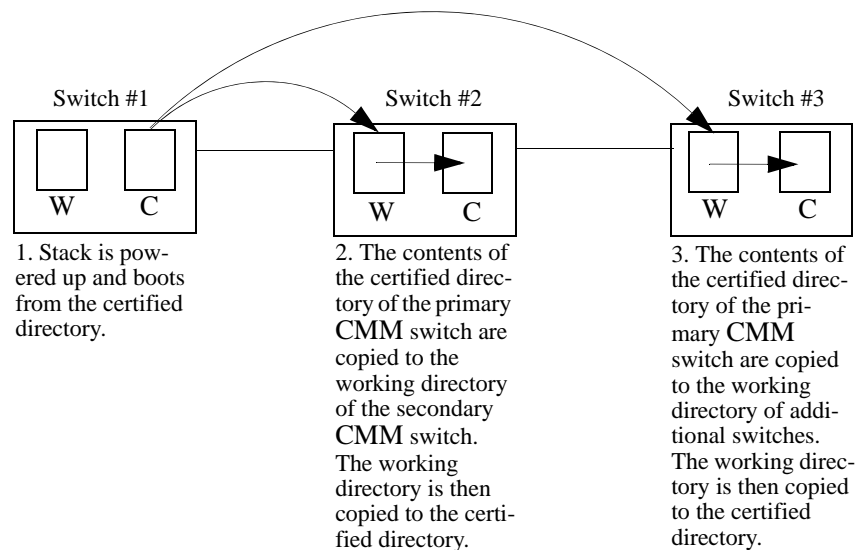 Switch #1
Switch #2
Switch #3
W
C
W
C
W
C
1. Stack is pow-
ered up and boots
from the certified
directory.
2. The contents of
the certified direc-
tory of the primary
CMM switch are
copied to the
working directory
of the secondary
CMM switch.
The working
directory is then
copied to the certi-
fied directory.
3. The contents of
the certified direc-
tory of the pri-
mary CMM
switch are copied
to the working
directory of addi-
tional switches.
The working direc-
tory is then copied
to the certified
directory.